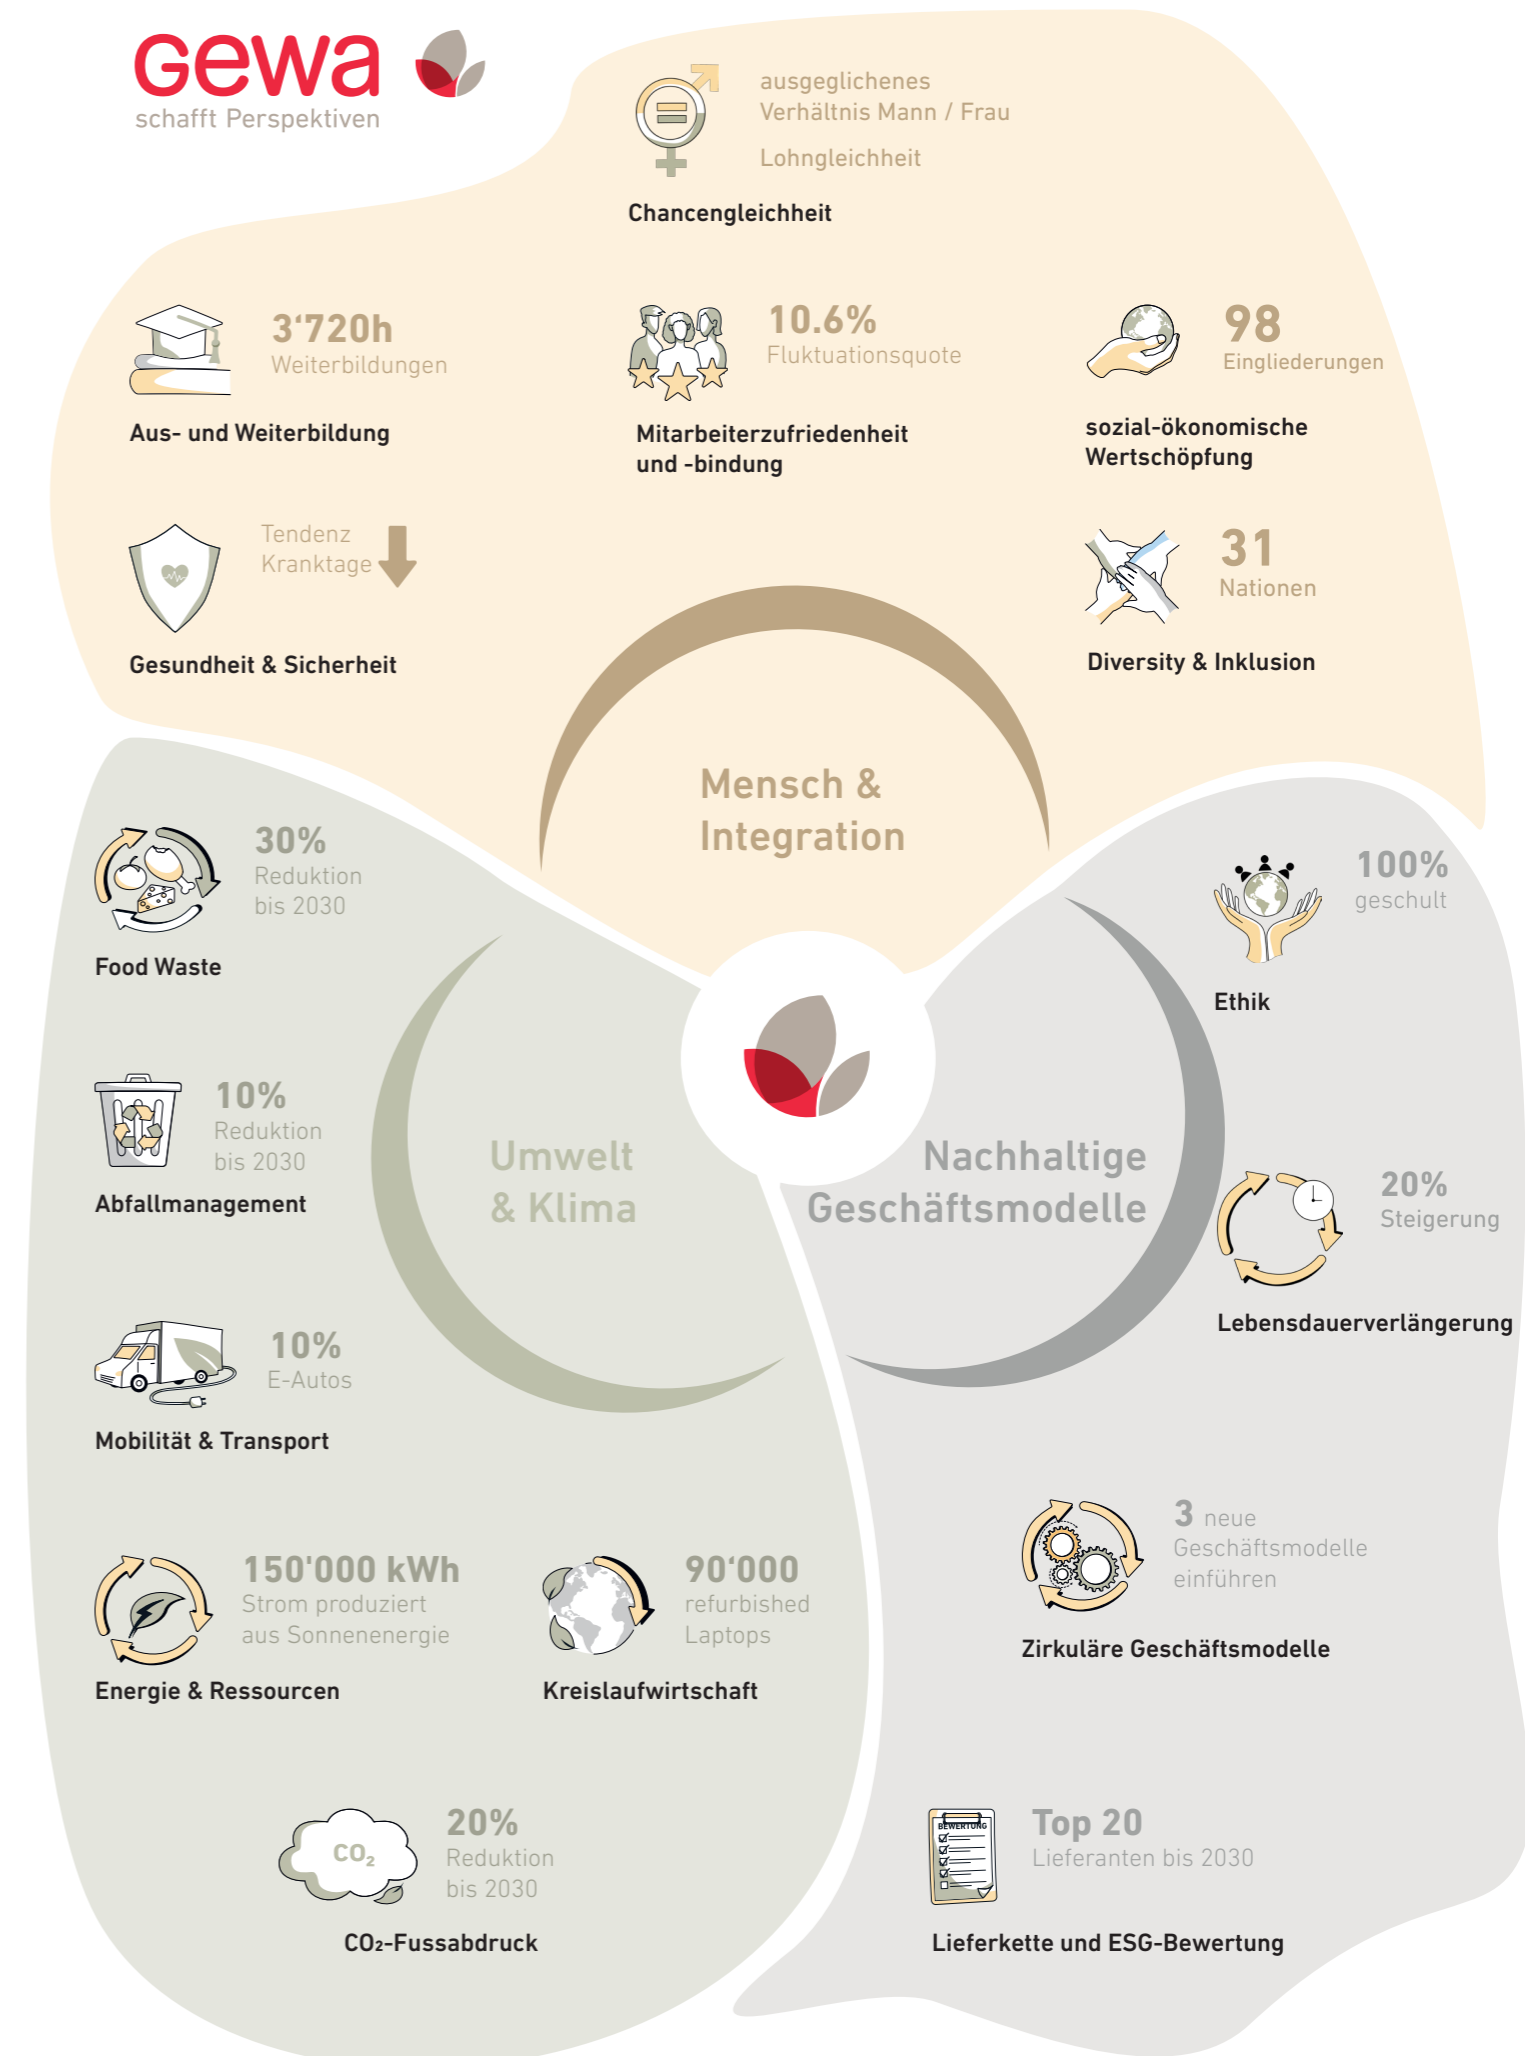 Gewa
schafft Perspektiven
ausgeglichenes
Verhältnis Mann / Frau
Lohngleichheit
Chancengleichheit
3‘720h
Weiterbildungen
Aus- und Weiterbildung
10.6%
Fluktuationsquote
Mitarbeiterzufriedenheit
und -bindung
98
Eingliederungen
sozial-ökonomische
Wertschöpfung
Tendenz
Kranktage
Gesundheit & Sicherheit
31
Nationen
Diversity & Inklusion
Mensch &
Integration
30%
Reduktion
bis 2030
Food Waste
10%
Reduktion
bis 2030
Abfallmanagement
10%
E-Autos
Mobilität & Transport
Umwelt
& Klima
150'000 kWh
Strom produziert
aus Sonnenenergie
Energie & Ressourcen
90‘000
refurbished
Laptops
Kreislaufwirtschaft
CO₂
20%
Reduktion
bis 2030
CO₂-Fussabdruck
Nachhaltige
Geschäftsmodelle
100%
geschult
Ethik
20%
Steigerung
Lebensdauerverlängerung
3 neue
Geschäftsmodelle
einführen
Zirkuläre Geschäftsmodelle
BEWERTUNG
Top 20
Lieferanten bis 2030
Lieferkette und ESG-Bewertung